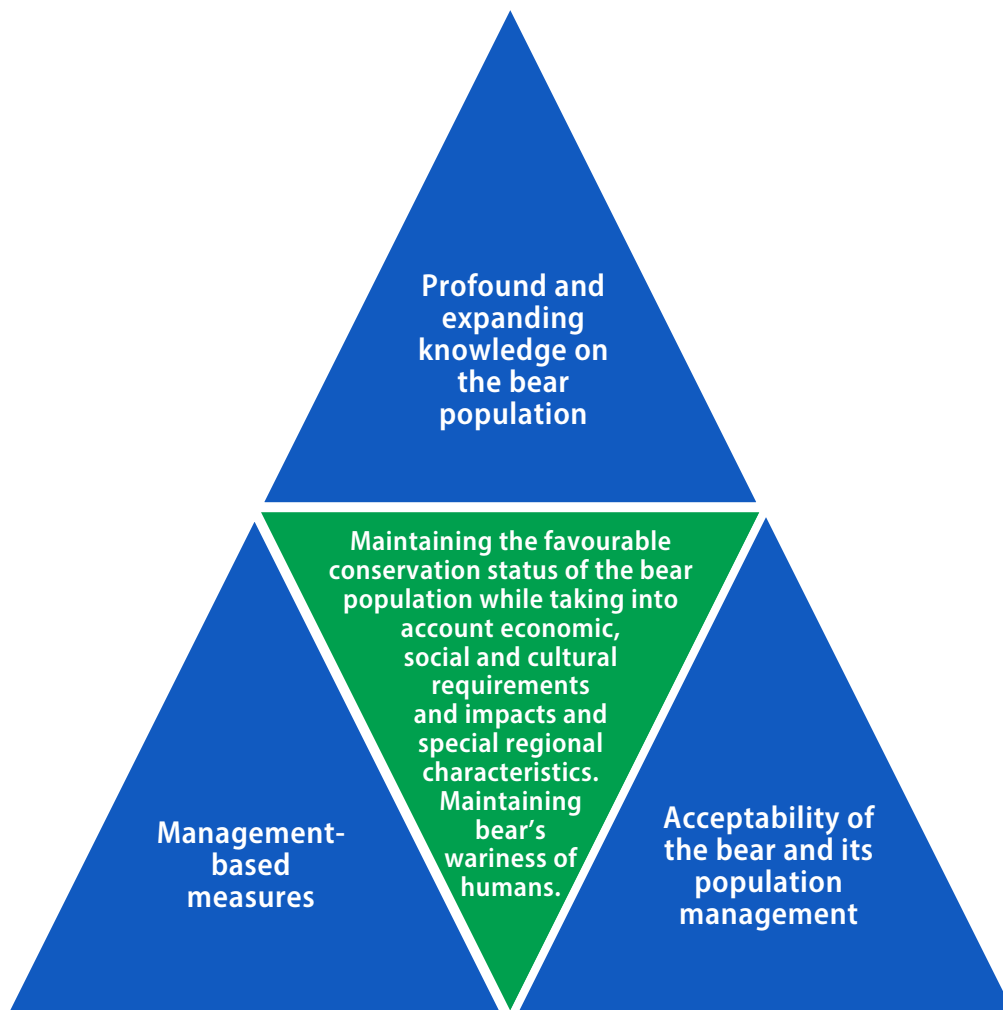 Profound and
expanding
knowledge on
the bear
population
Maintaining the favourable
conservation status of the bear
population while taking into
account economic,
social and cultural
requirements
and impacts and
special regional
characteristics.
Maintaining
bear's
wariness of
humans.
Management-
based
measures
Acceptability of
the bear and its
population
management